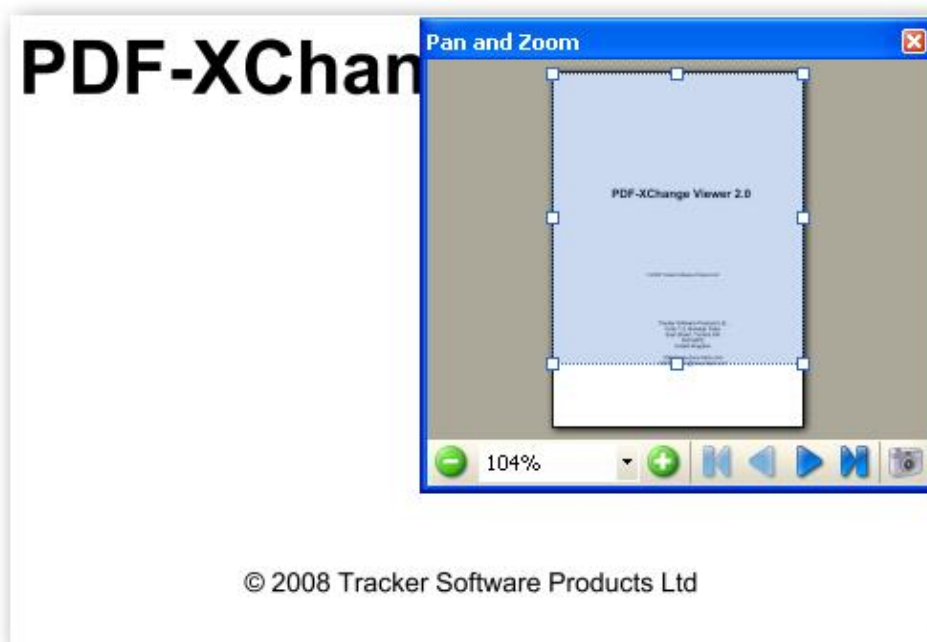 PDF-XChan
Pan and Zoom
PDF-XChange Viewer 2.0
104%
© 2008 Tracker Software Products Ltd